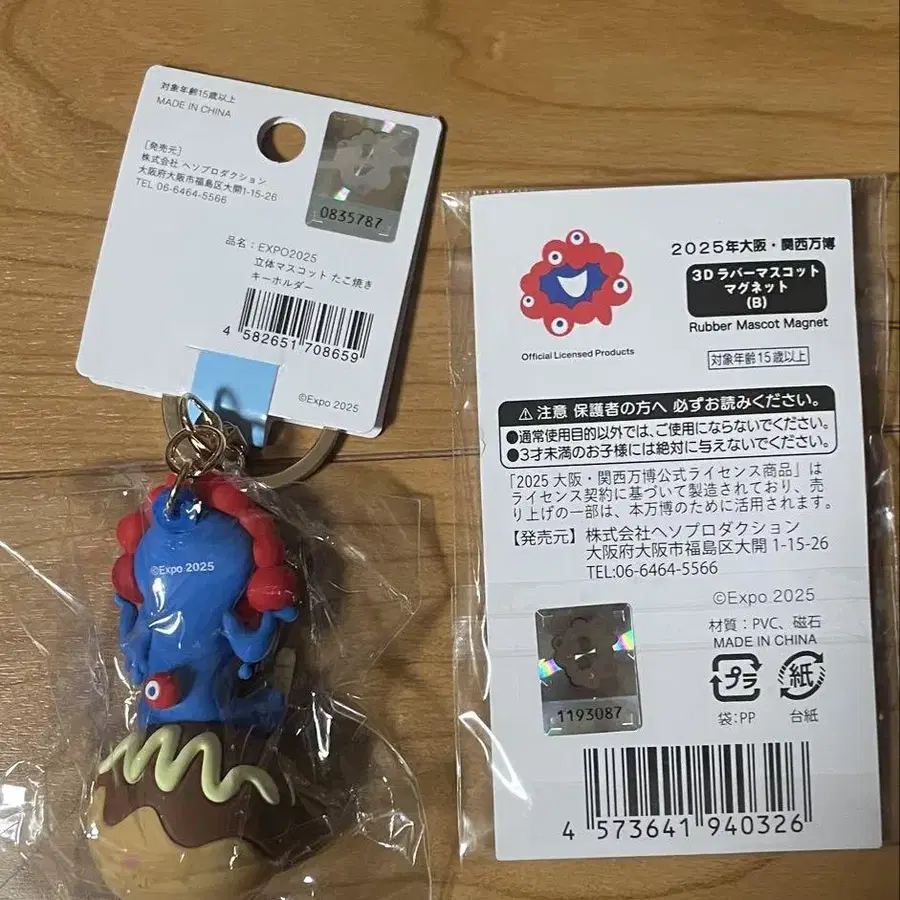 対象年齢15歳以上
MADE IN CHINA
[発売元]
株式会社 ヘソプロダクション
大阪府大阪市福島区大開1-15-26
TEL 06-6464-5566
0835787
品名：EXPO2025
立体マスコット たこ焼き
キーホルダー
4 582651 708659
©Expo 2025
©Expo 2025
2025年大阪・関西万博
3Dラバーマスコット
マグネット
(B)
Rubber Mascot Magnet
Official Licensed Products
対象年齢15歳以上
注意 保護者の方へ 必ずお読みください。
●通常使用目的以外では、ご使用にならないでください。
●3才未満のお子様には絶対に与えないでください。
「2025 大阪・関西万博公式ライセンス商品」は
ライセンス契約に基づいて製造されており、売
り上げの一部は、本万博のために活用されます。
【発売元】株式会社ヘソプロダクション
大阪府大阪市福島区大開 1-15-26
TEL:06-6464-5566
©Expo 2025
材質：PVC、磁石
MADE IN CHINA
プラ
紙
袋:PP
台紙
1193087
4 573641 940326